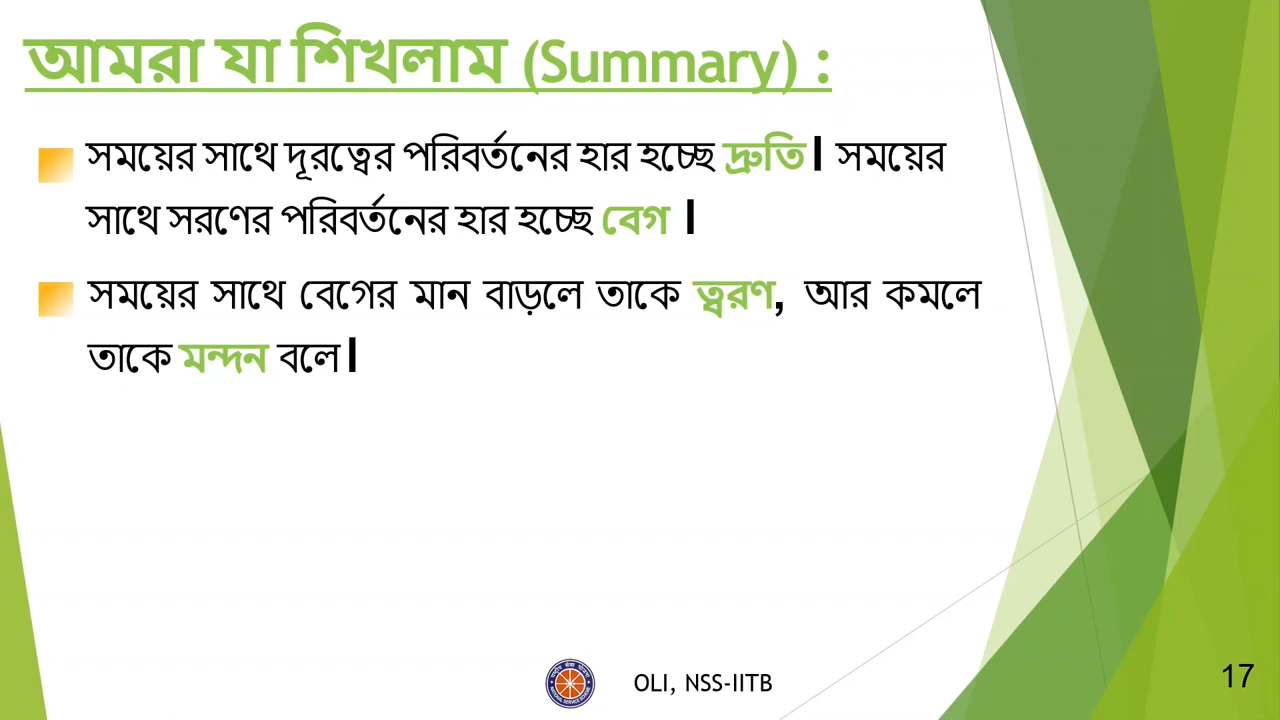 আমরা যা শিখলাম (Summary) :
সময়ের সাথে দূরত্বের পরিবর্তনের হার হচ্ছে দ্রুতি। সময়ের
সাথে সরণের পরিবর্তনের হার হচ্ছে বেগ ।
সময়ের সাথে বেগের মান বাড়লে তাকে ত্বরণ, আর কমলে
তাকে মন্দন বলে।
OLI, NSS-IITB
17